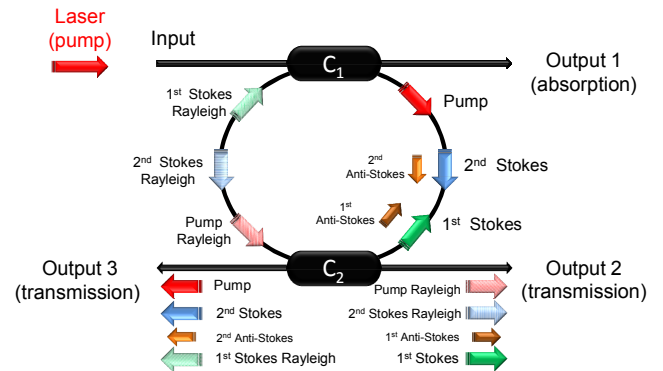 Laser
(pump)
Input
C1
Output 1
(absorption)
1st Stokes
Rayleigh
Pump
2nd Stokes
Rayleigh
2nd
Anti-Stokes
2nd Stokes
1st
Anti-Stokes
1st Stokes
Pump
Rayleigh
Output 3
(transmission)
C2
Output 2
(transmission)
Pump
Pump Rayleigh
2nd Stokes
2nd Stokes Rayleigh
2nd Anti-Stokes
1st Anti-Stokes
1st Stokes Rayleigh
1st Stokes